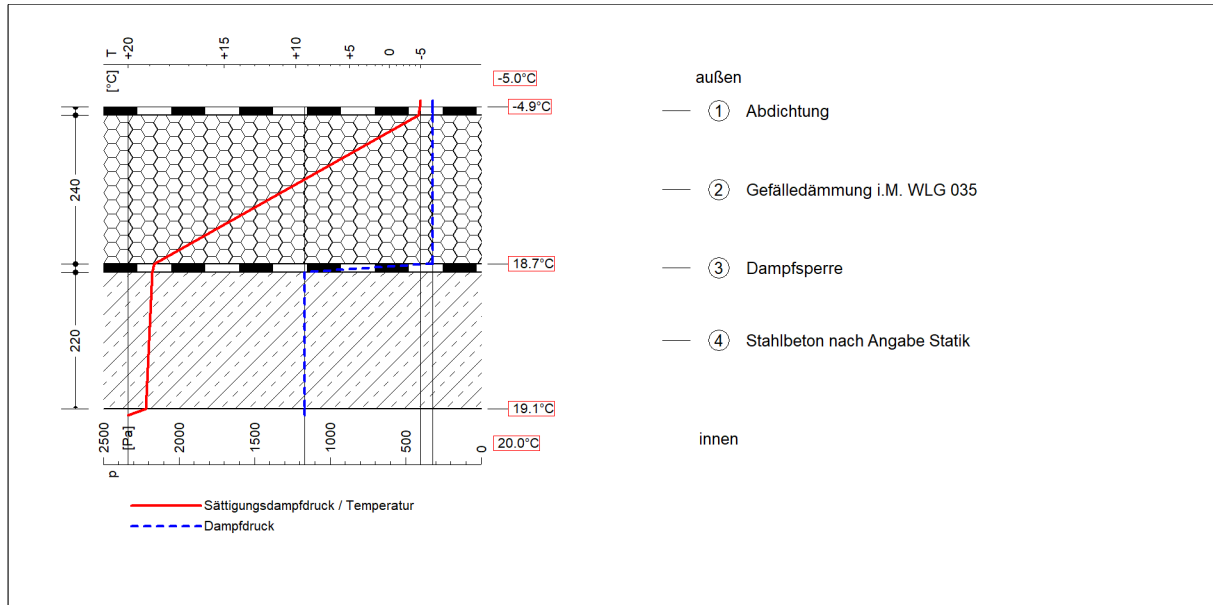 T
[°C]
+20
+15
+10
+5
0
-5
-5.0°C
-4.9°C
240
18.7°C
220
19.1°C
20.0°C
p
[Pa]
2500
2000
1500
1000
500
0
Sättigungsdampfdruck / Temperatur
Dampfdruck
außen
1 Abdichtung
2 Gefälledämmung i.M. WLG 035
3 Dampfsperre
4 Stahlbeton nach Angabe Statik
innen